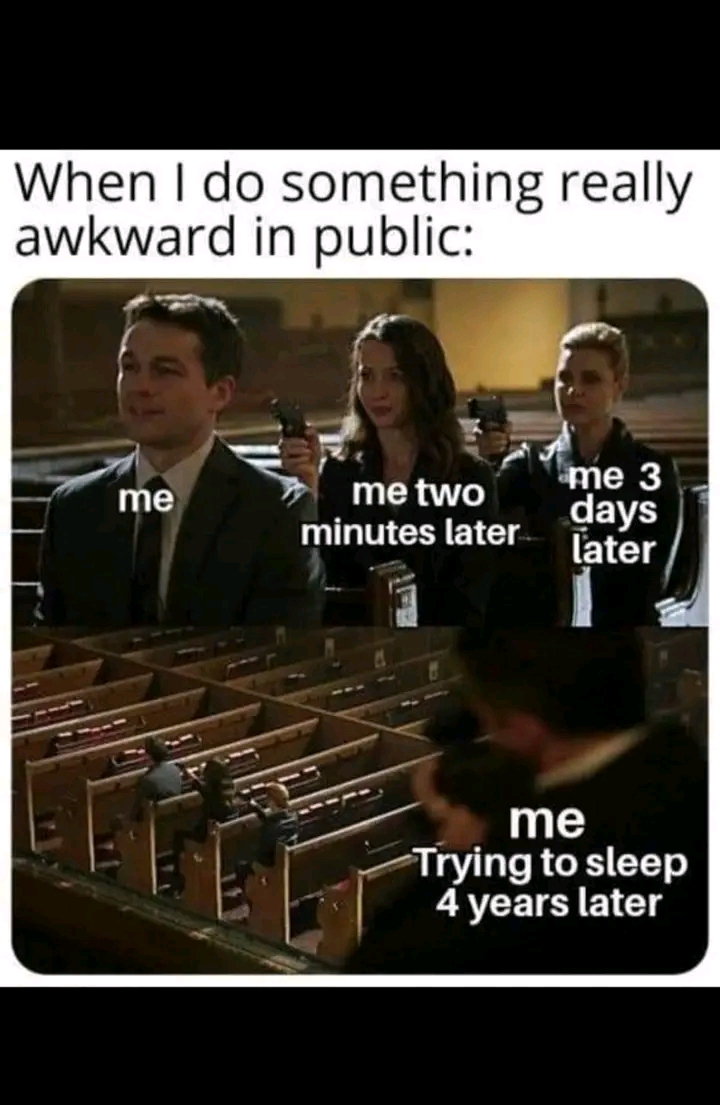 When I do something really
awkward in public:
me
me two
minutes later
me 3
days
later
me
Trying to sleep
4 years later